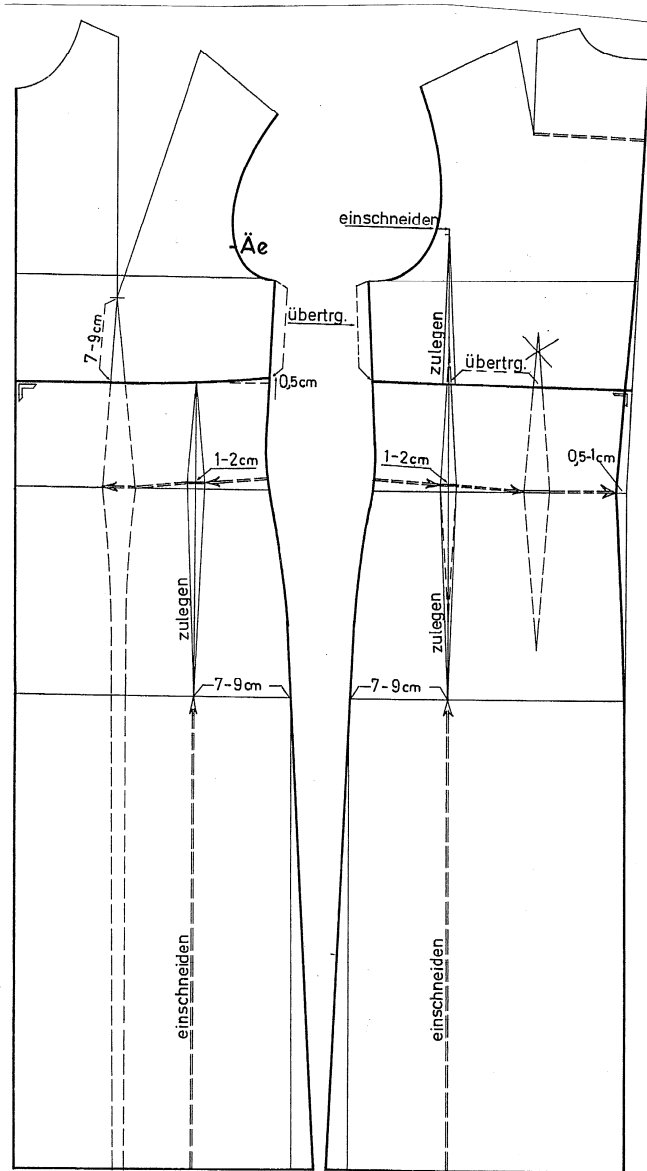 einschneiden
Äe
übertrg.
zulegen
7-9cm
übertrg.
0,5cm
1-2cm
1-2cm
0,5-1cm
zulegen
zulegen
7-9cm
7-9cm
einschneiden
einschneiden